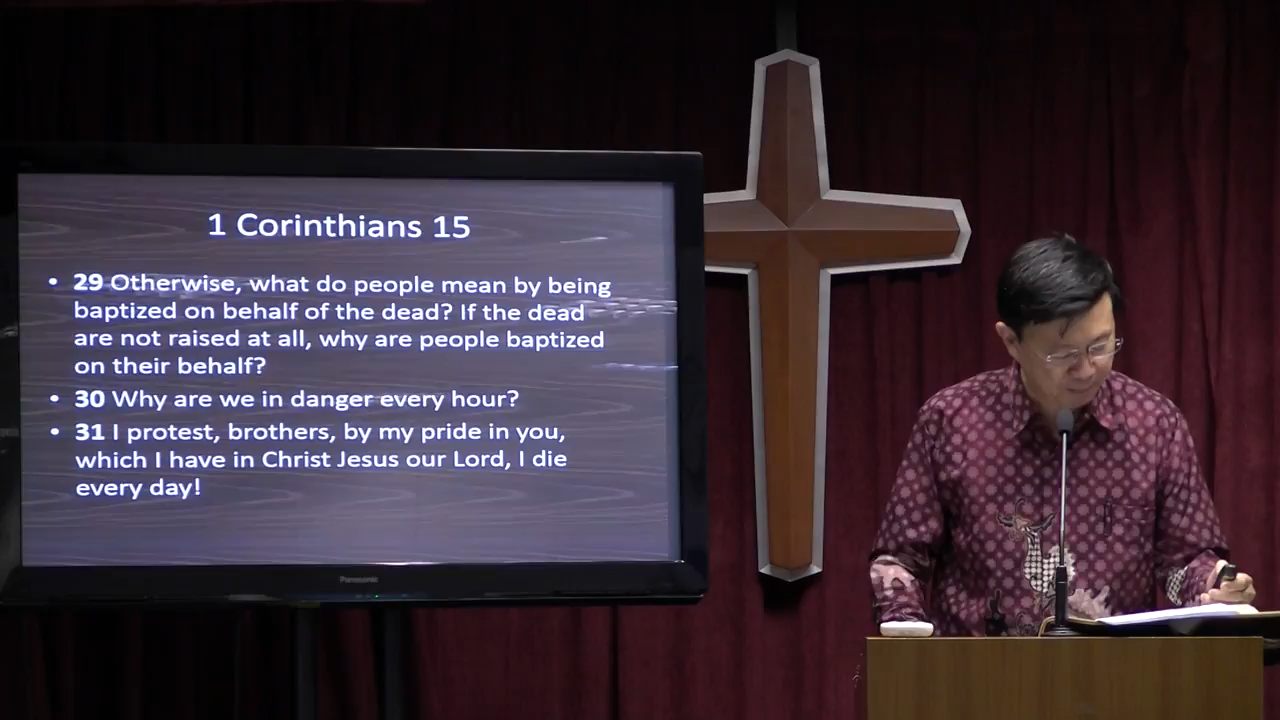 1 Corinthians 15
• 29 Otherwise, what do people mean by being
baptized on behalf of the dead? If the dead
are not raised at all, why are people baptized
on their behalf?
• 30 Why are we in danger every hour?
• 31 I protest, brothers, by my pride in you,
which I have in Christ Jesus our Lord, I die
every day!
Panasonic